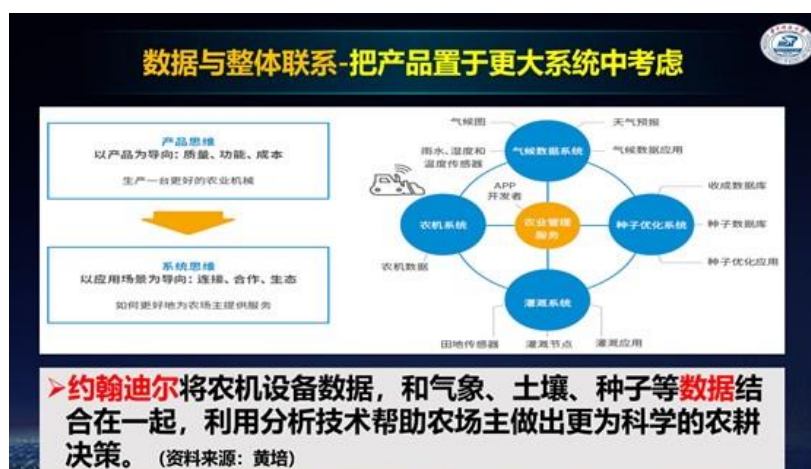 数据与整体联系-把产品置于更大系统中考虑
产品思维
以产品为导向：质量、功能、成本
生产一台更好的农业机械
系统思维
以应用场景为导向：连接、合作、生态
如何更好地为农场主提供服务
气候图
天气预报
雨水、湿度和
温度传感器
气候数据系统
气候数据应用
APP
开发者
收成数据库
农机系统
农业管理
服务
种子优化系统
种子数据库
农机数据
种子优化应用
灌溉系统
田地传感器
灌溉节点
灌溉应用
➢约翰迪尔将农机设备数据，和气象、土壤、种子等数据结
合在一起，利用分析技术帮助农场主做出更为科学的农耕
决策。（资料来源：黄培）